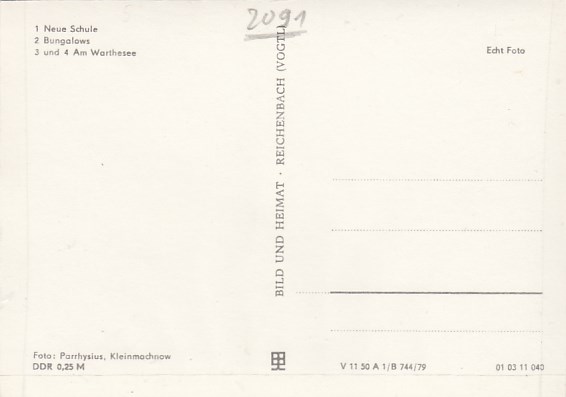 2091
1 Neue Schule
2 Bungalows
3 und 4 Am Warthesee
Echt Foto
BILD UND HEIMAT · REICHENBACH (VOGTL)
Foto: Parrhysius, Kleinmachnow
DDR 0,25 M
V 11 50 A 1/B 744/79
01 03 11 040